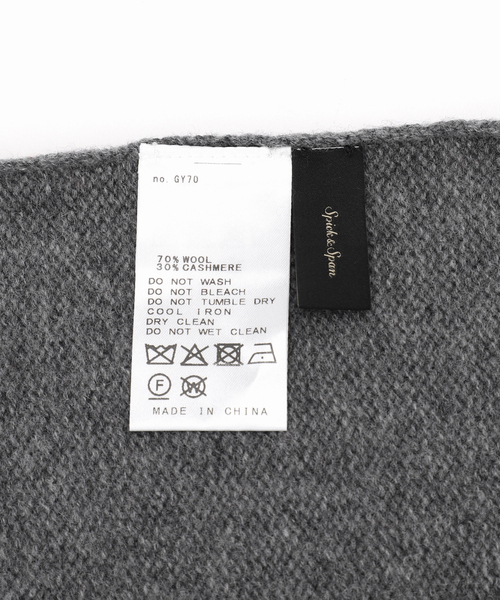 no. GY70
70% WOOL
30% CASHMERE
DO NOT WASH
DO NOT BLEACH
DO NOT TUMBLE DRY
COOL IRON
DRY CLEAN
DO NOT WET CLEAN
F W
MADE IN CHINA
Spick&Span